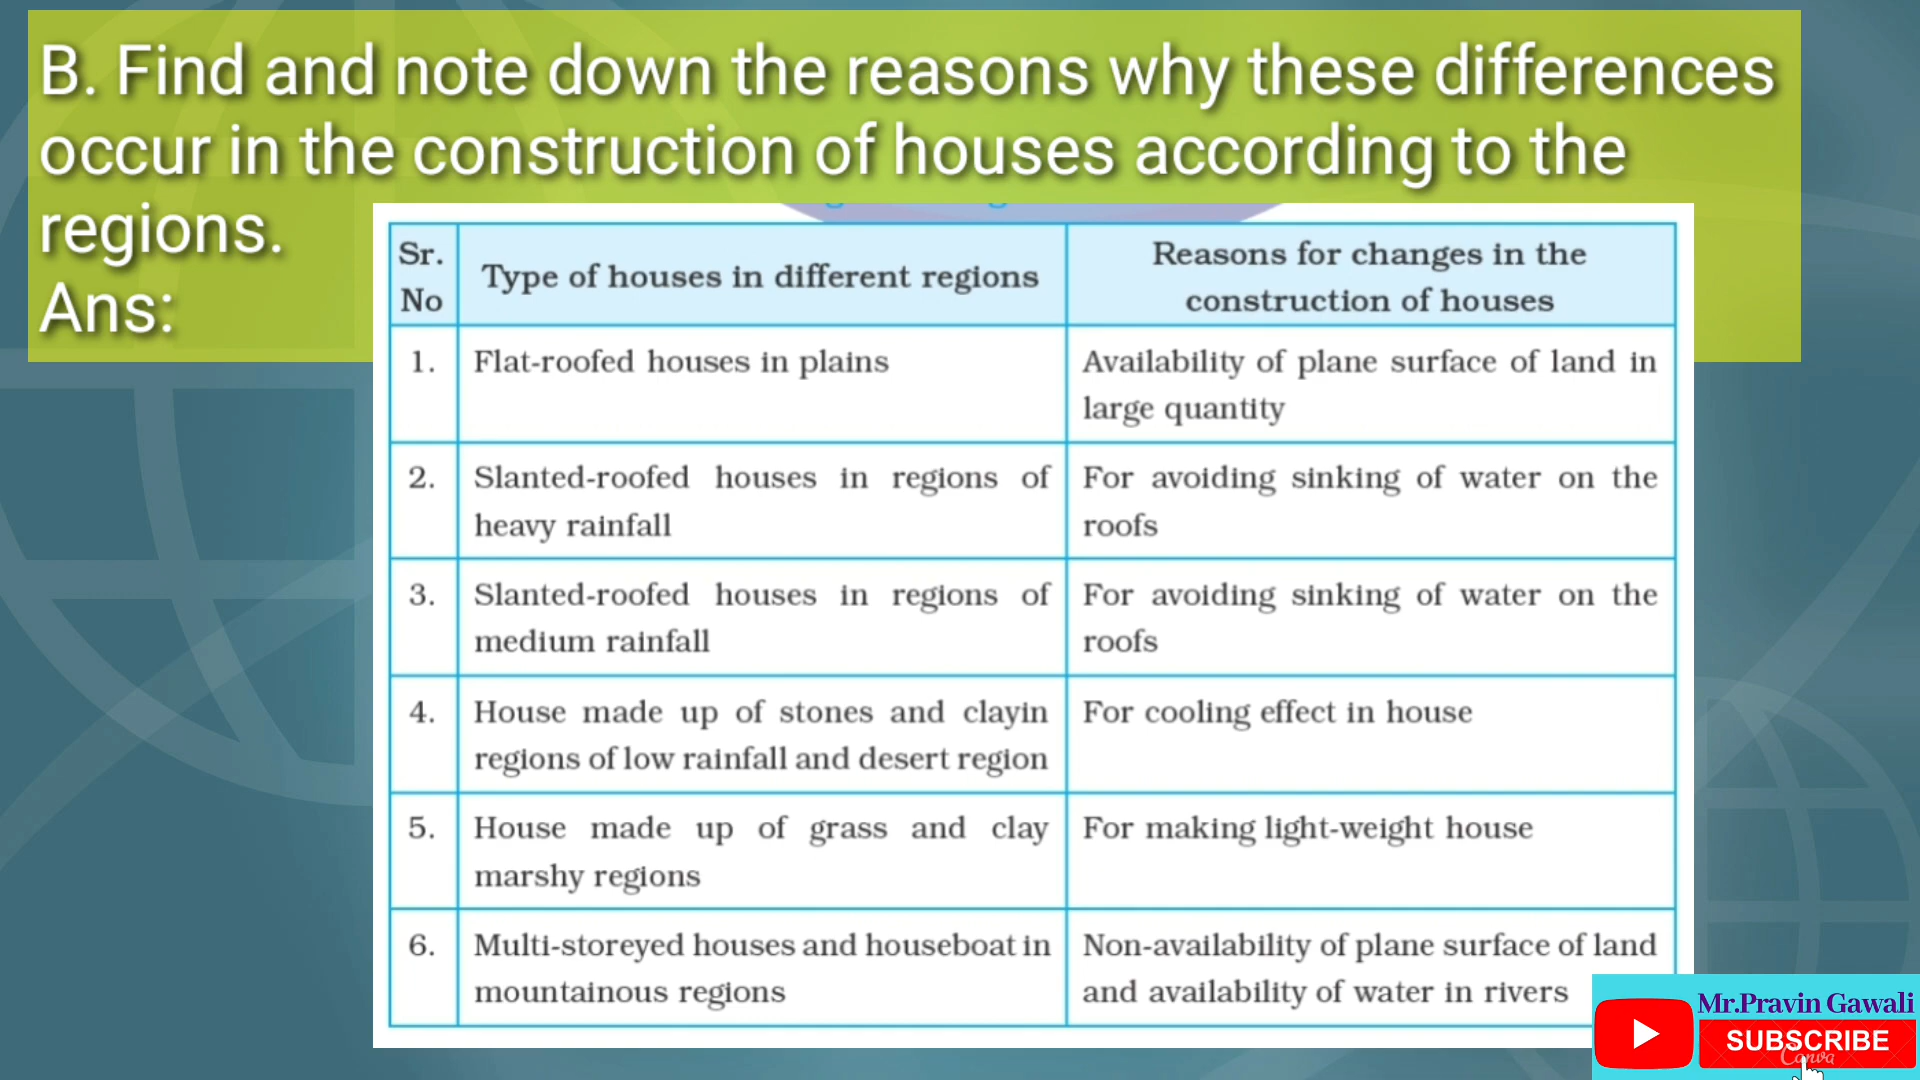 B. Find and note down the reasons why these differences
occur in the construction of houses according to the
regions.
Ans:
Sr. No
Type of houses in different regions
Reasons for changes in the
construction of houses
1.
Flat-roofed houses in plains
Availability of plane surface of land in
large quantity
2.
Slanted-roofed houses in regions of
heavy rainfall
For avoiding sinking of water on the
roofs
3.
Slanted-roofed houses in regions of
medium rainfall
For avoiding sinking of water on the
roofs
4.
House made up of stones and clayin
regions of low rainfall and desert region
For cooling effect in house
5.
House made up of grass and clay
marshy regions
For making light-weight house
6.
Multi-storeyed houses and houseboat in
mountainous regions
Non-availability of plane surface of land
and availability of water in rivers
Mr.Pravin Gawali
SUBSCRIBE
Canva